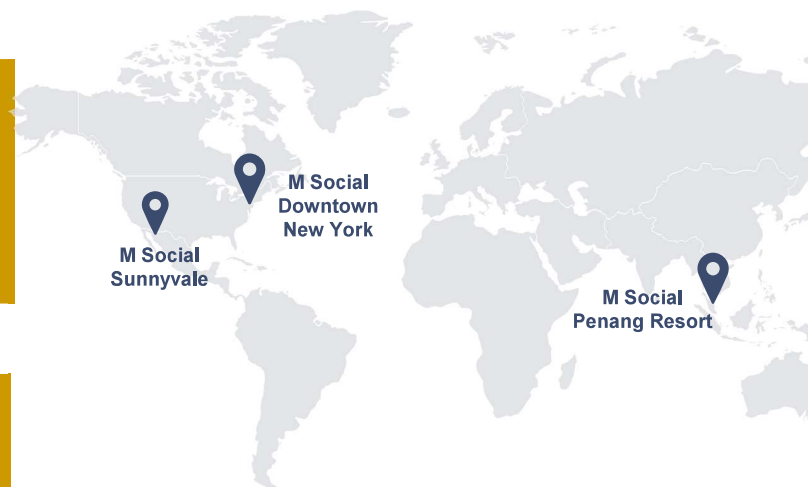 M Social
Downtown
New York
M Social
Sunnyvale
M Social
Penang Resort